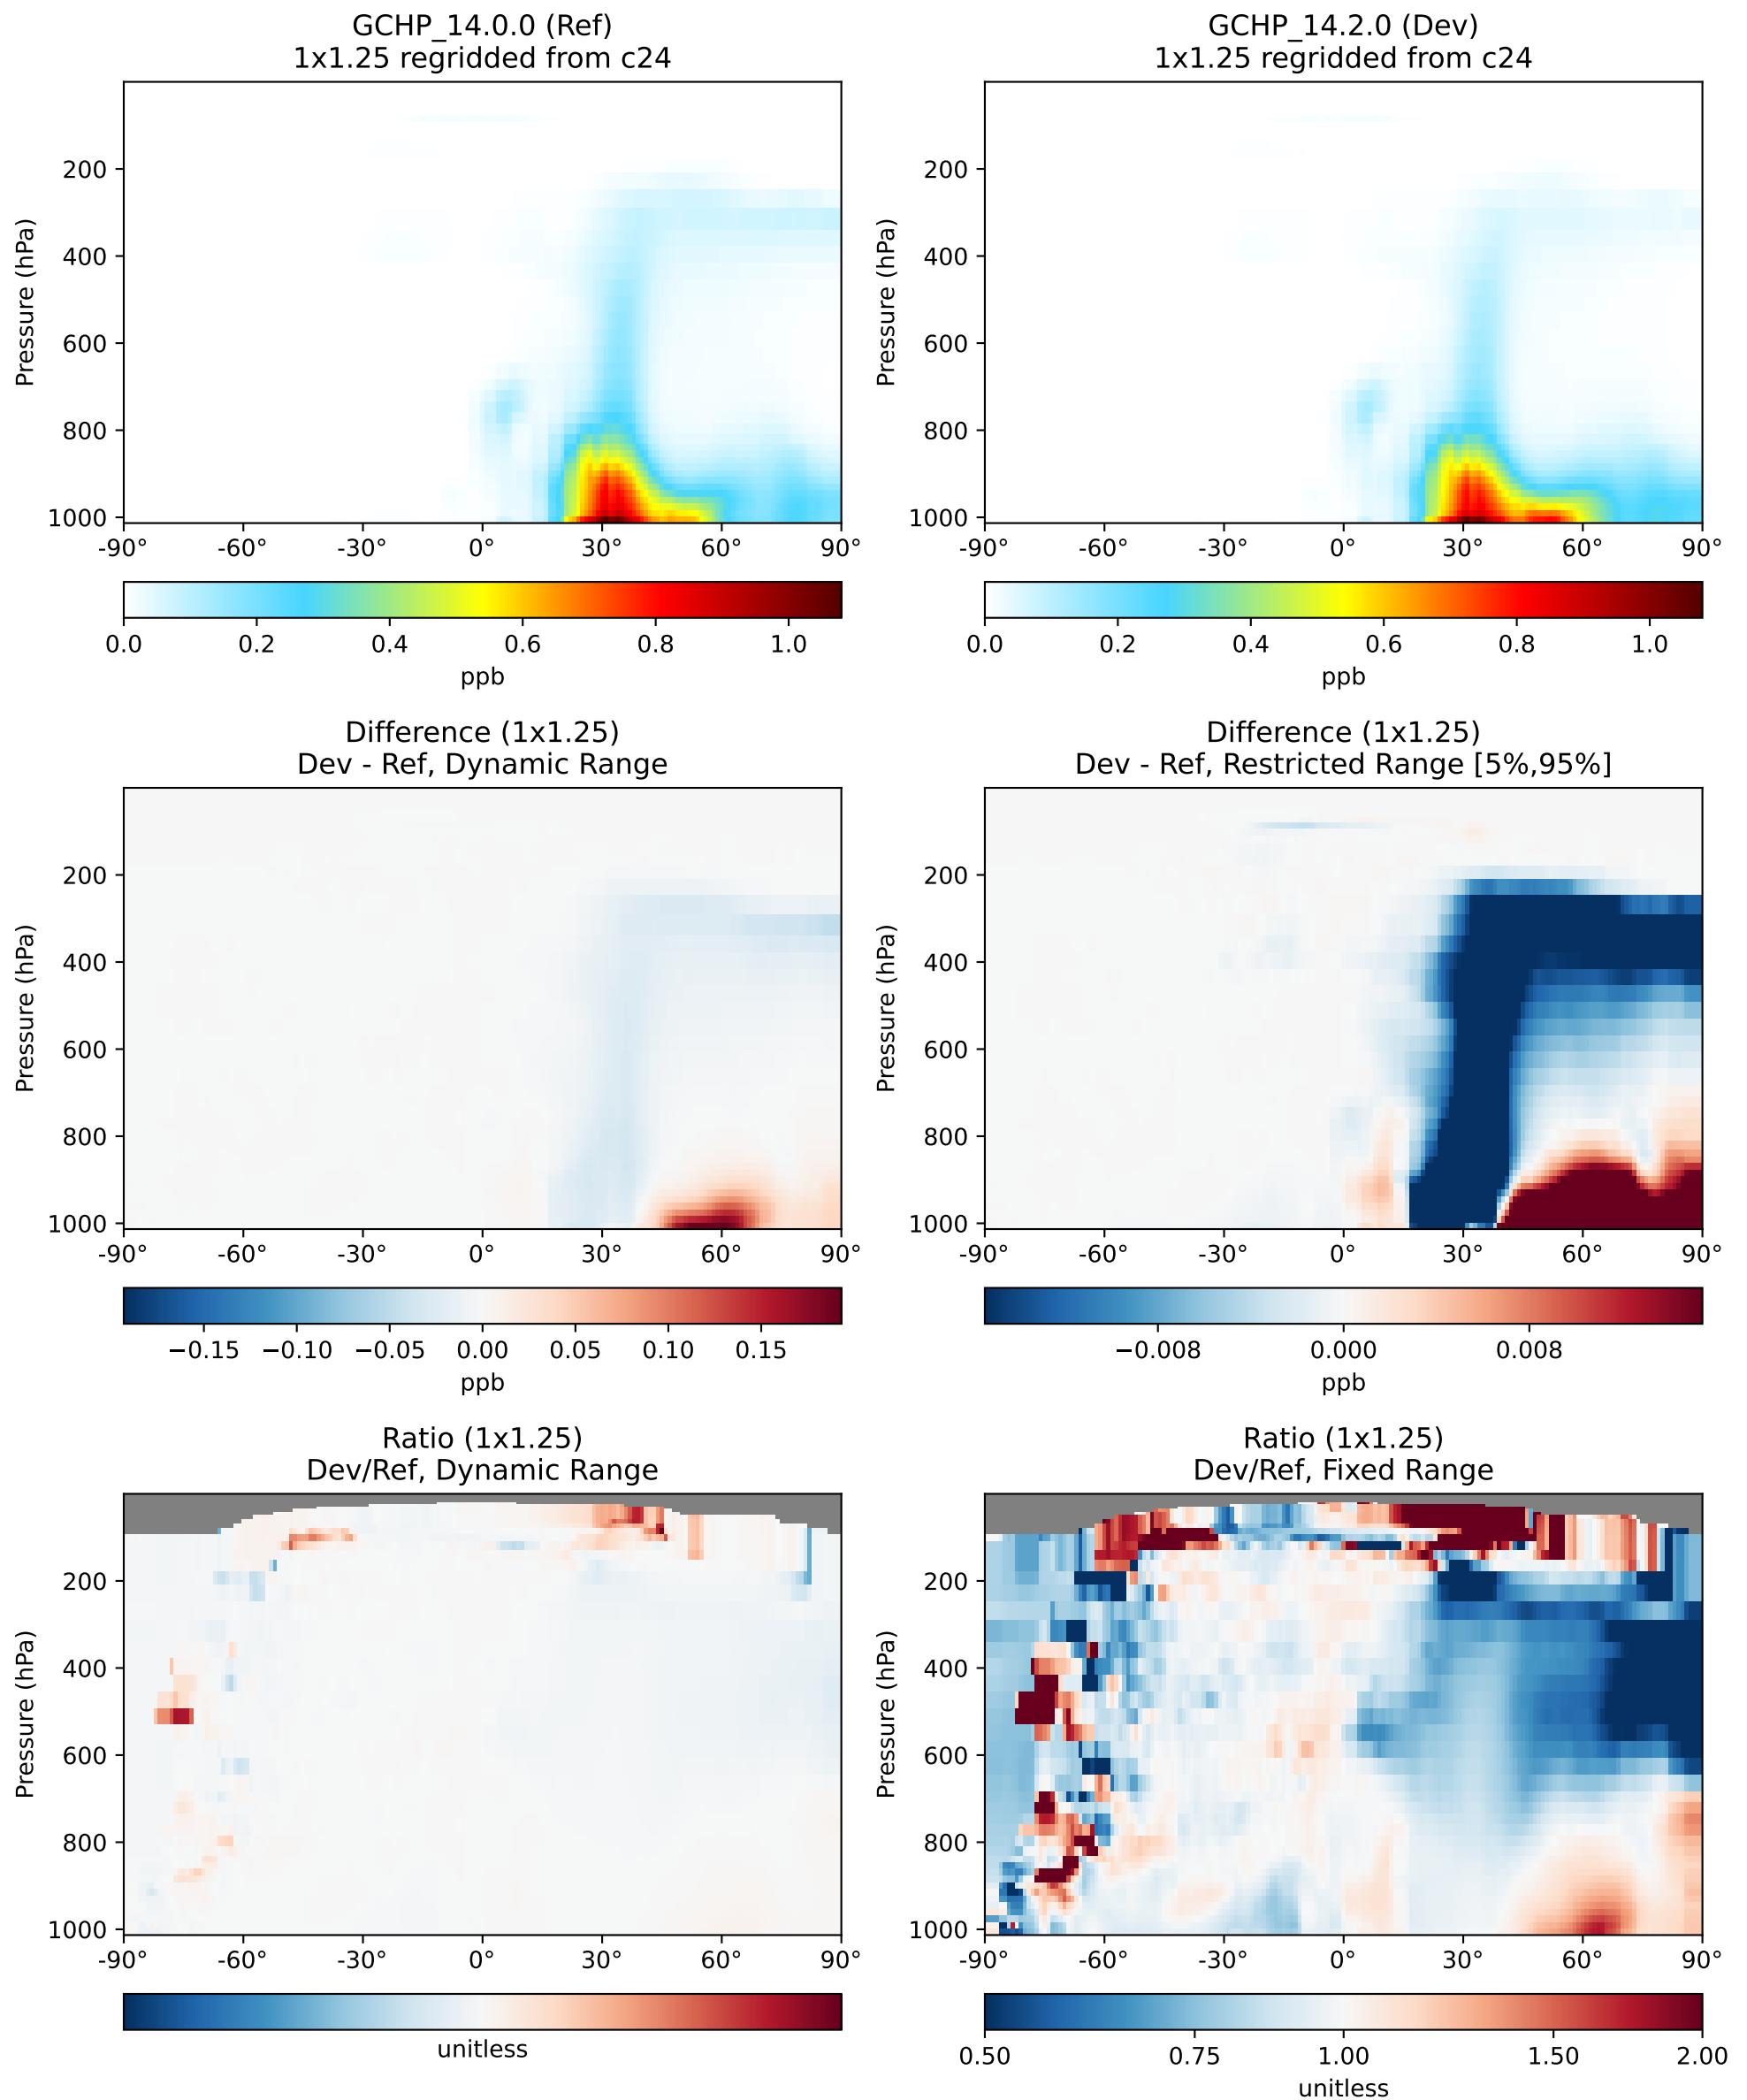 GCHP_14.0.0 (Ref)
1x1.25 regridded from c24
Pressure (hPa)
200
400
600
800
1000
-90° -60° -30° 0° 30° 60° 90°
0.0 0.2 0.4 0.6 0.8 1.0
ppb
GCHP_14.2.0 (Dev)
1x1.25 regridded from c24
Pressure (hPa)
200
400
600
800
1000
-90° -60° -30° 0° 30° 60° 90°
0.0 0.2 0.4 0.6 0.8 1.0
ppb
Difference (1x1.25)
Dev - Ref, Dynamic Range
Pressure (hPa)
200
400
600
800
1000
-90° -60° -30° 0° 30° 60° 90°
−0.15 −0.10 −0.05 0.00 0.05 0.10 0.15
ppb
Difference (1x1.25)
Dev - Ref, Restricted Range [5%,95%]
Pressure (hPa)
200
400
600
800
1000
-90° -60° -30° 0° 30° 60° 90°
−0.008 0.000 0.008
ppb
Ratio (1x1.25)
Dev/Ref, Dynamic Range
Pressure (hPa)
200
400
600
800
1000
-90° -60° -30° 0° 30° 60° 90°
unitless
Ratio (1x1.25)
Dev/Ref, Fixed Range
Pressure (hPa)
200
400
600
800
1000
-90° -60° -30° 0° 30° 60° 90°
0.50 0.75 1.00 1.50 2.00
unitless